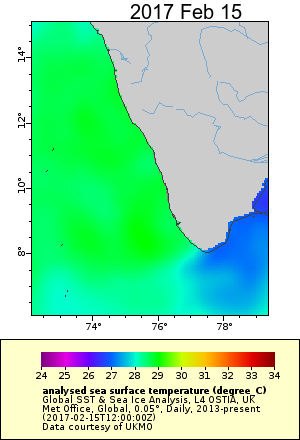 2017 Feb 15
14°
12°
10°
8°
74° 76° 78°
24 25 26 27 28 29 30 31 32 33 34
analysed sea surface temperature (degree_C)
Global SST & Sea Ice Analysis, L4 OSTIA, UK
Met Office, Global, 0.05°, Daily, 2013-present
(2017-02-15T12:00:00Z)
Data courtesy of UKMO